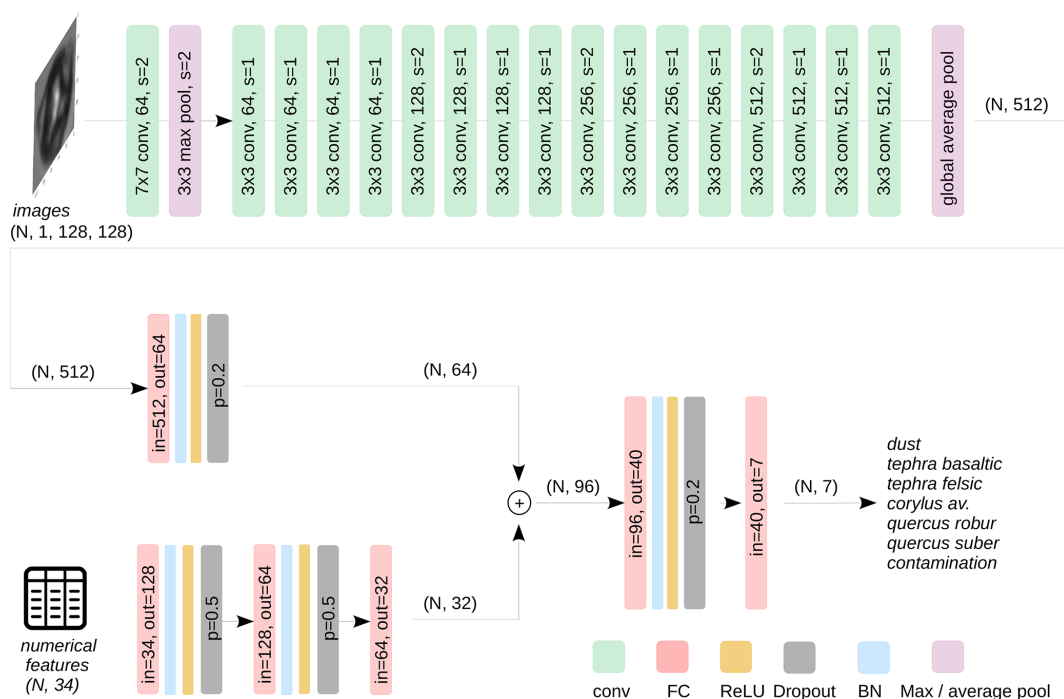 7x7 conv, 64, s=2
3x3 max pool, s=2
3x3 conv, 64, s=1
3x3 conv, 64, s=1
3x3 conv, 64, s=1
3x3 conv, 64, s=1
3x3 conv, 128, s=2
3x3 conv, 128, s=1
3x3 conv, 128, s=1
3x3 conv, 128, s=1
3x3 conv, 256, s=2
3x3 conv, 256, s=1
3x3 conv, 256, s=1
3x3 conv, 256, s=1
3x3 conv, 512, s=2
3x3 conv, 512, s=1
3x3 conv, 512, s=1
3x3 conv, 512, s=1
global average pool
(N, 512)
images
(N, 1, 128, 128)
(N, 512)
in=512, out=64
p=0.2
(N, 64)
(N, 96)
+
in=96, out=40
p=0.2
in=40, out=7
(N, 7)
dust
tephra basaltic
tephra felsic
corylus av.
quercus robur
quercus suber
contamination
numerical
features
(N, 34)
in=34, out=128
p=0.5
in=128, out=64
p=0.5
in=64, out=32
(N, 32)
conv
FC
ReLU
Dropout
BN
Max / average pool